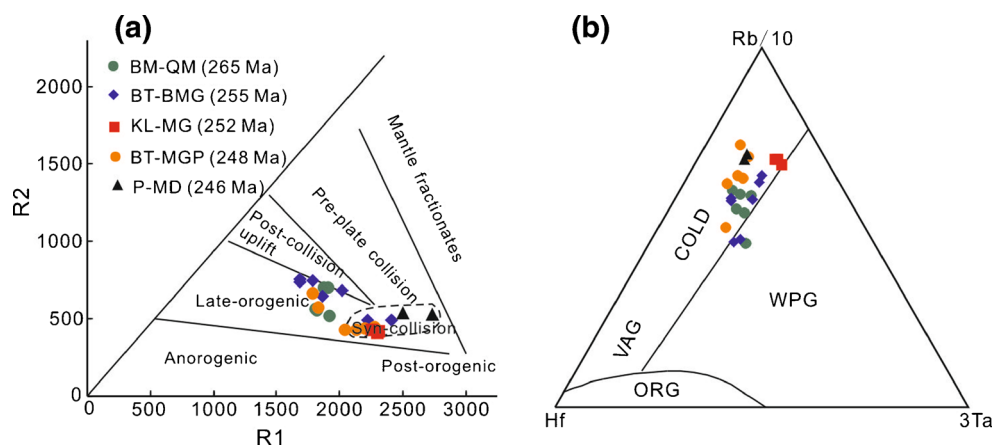 (a)
R2
2000
1500
1000
500
0
BM-QM (265 Ma)
BT-BMG (255 Ma)
KL-MG (252 Ma)
BT-MGP (248 Ma)
P-MD (246 Ma)
Mantle fractionates
Pre-plate collision
Post-collision
uplift
Late-orogenic
Syn-collision
Anorogenic
Post-orogenic
0 500 1000 1500 2000 2500 3000
R1
(b)
Rb/10
COLD
VAG
WPG
ORG
Hf
3Ta